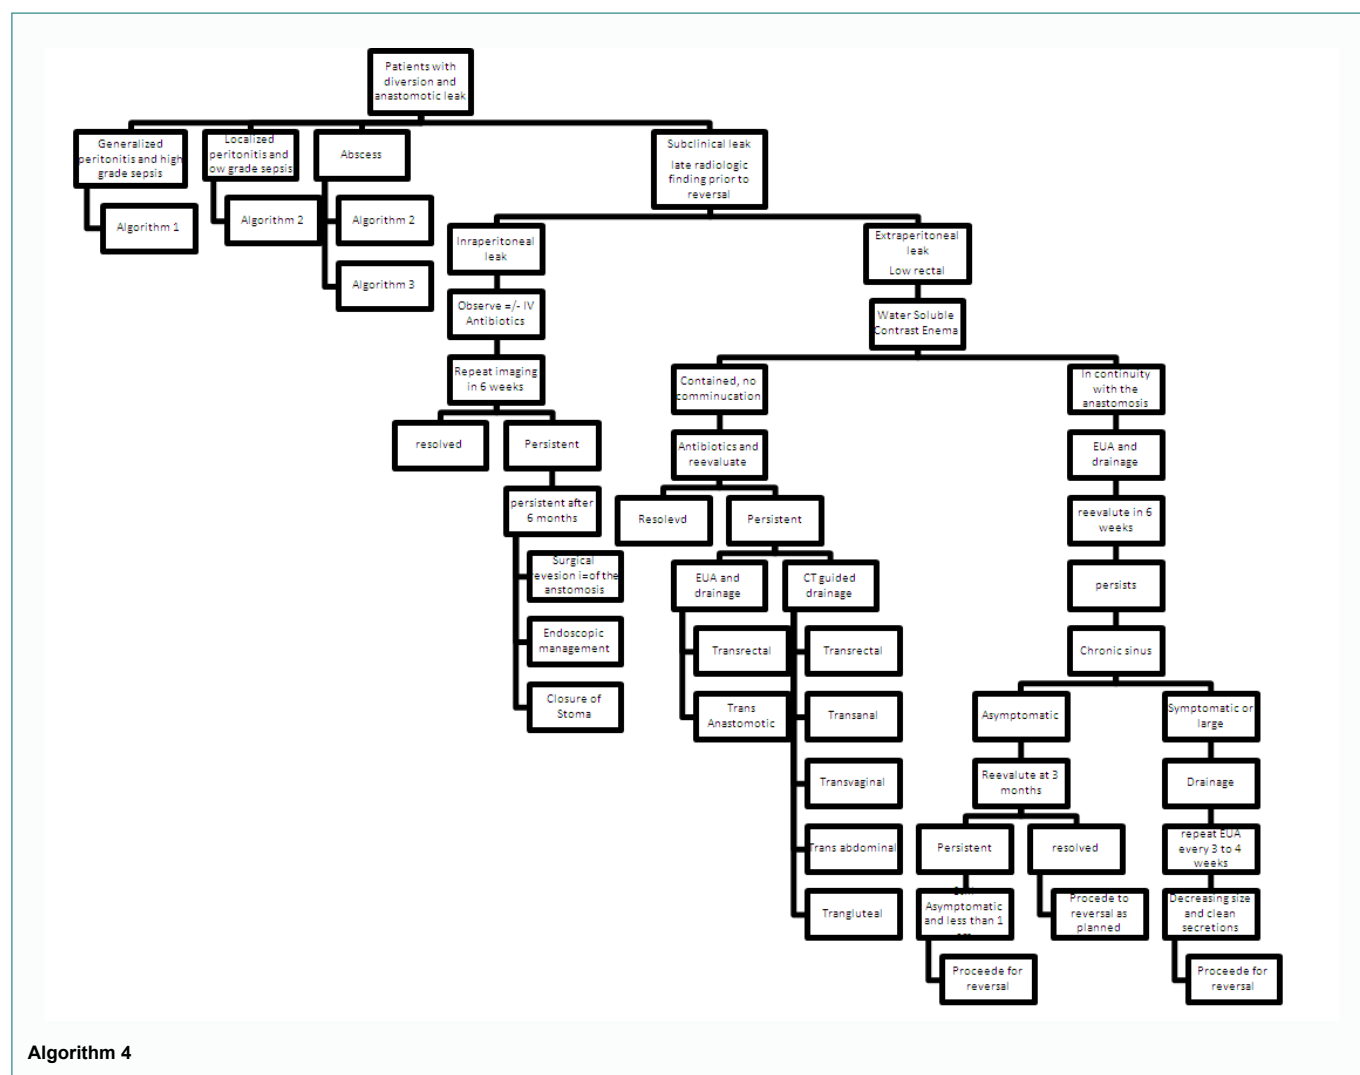 Patients with
diversion and
anastomotic leak
Generalized
peritonitis and high
grade sepsis
Localized
peritonitis and
ow grade sepsis
Abscess
Subclinical leak
late radiologic
finding prior to
reversal
Algorithm 1
Algorithm 2
Algorithm 2
Algorithm 3
Inraperitoneal
leak
Extraperitoneal
leak
Low rectal
Observe =/- IV
Antibiotics
Water Soluble
Contrast Enema
Repeat imaging
in 6 weeks
Contained, no
comminucation
In continuity
with the
anastomosis
resolved
Persistent
Antibiotics and
reevaluate
EUA and
drainage
persistent after
6 months
Resolevd
Persistent
reevalute in 6
weeks
Surgical
revesion i=of the
anstomosis
EUA and
drainage
CT guided
drainage
persists
Endoscopic
management
Transrectal
Transrectal
Chronic sinus
Closure of
Stoma
Trans
Anastomotic
Transanal
Asymptomatic
Symptomatic or
large
Transvaginal
Reevalute at 3
months
Drainage
Trans abdominal
Persistent
resolved
repeat EUA
every 3 to 4
weeks
Trangluteal
Asymptomatic
and less than 1
Procede to
reversal as
planned
Decreasing size
and clean
secretions
Proceede for
reversal
Proceede for
reversal
Algorithm 4